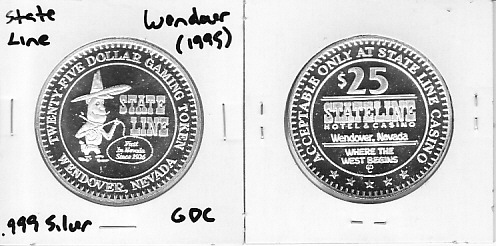 State
Line
Wendover
(1995)
TWENTY-FIVE DOLLAR GAMING TOKEN
STATE
LINE
First
In Nevada
Since 1926
WENDOVER, NEVADA
.999 Silver
GDC
ACCEPTABLE ONLY AT STATE LINE CASINO
$25
STATELINE
HOTEL & CASINO
Wendover, Nevada
WHERE THE
WEST BEGINS